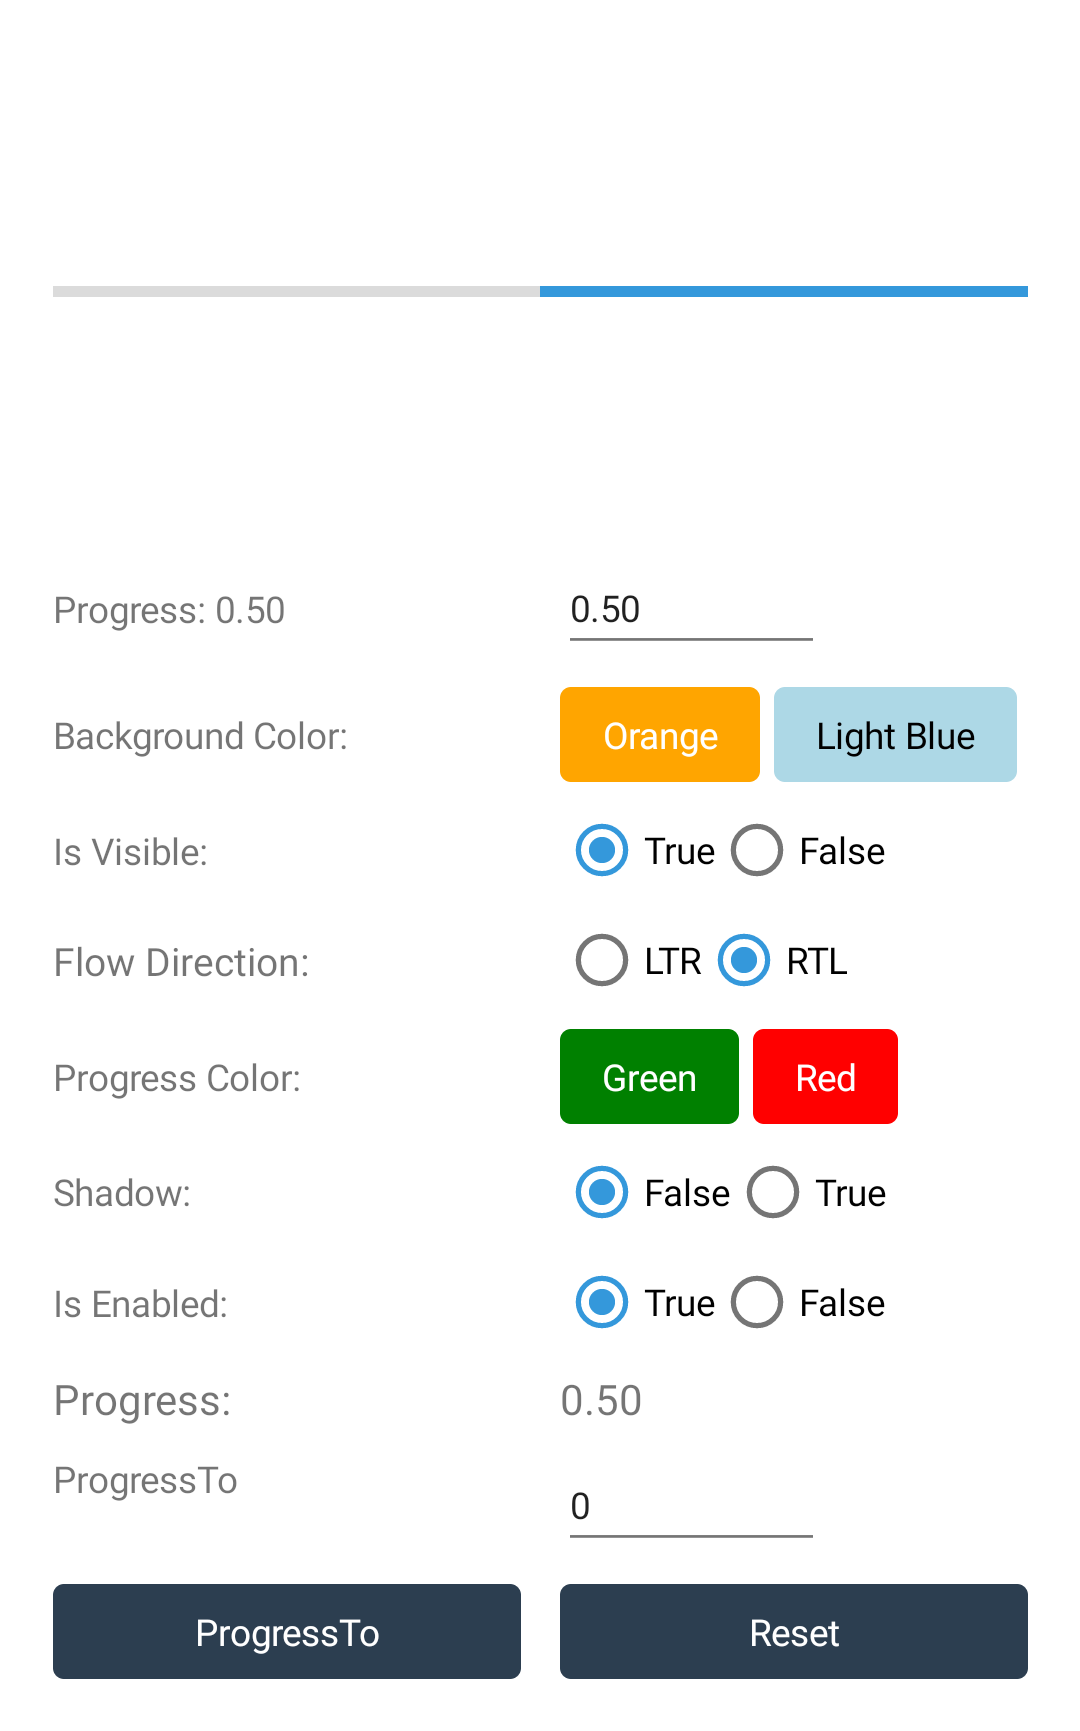 Progress: 0.50 0.50
Background Color: Orange Light Blue
Is Visible: True False
Flow Direction: LTR RTL
Progress Color: Green Red
Shadow: False True
Is Enabled: True False
Progress: 0.50
ProgressTo 0
ProgressTo Reset